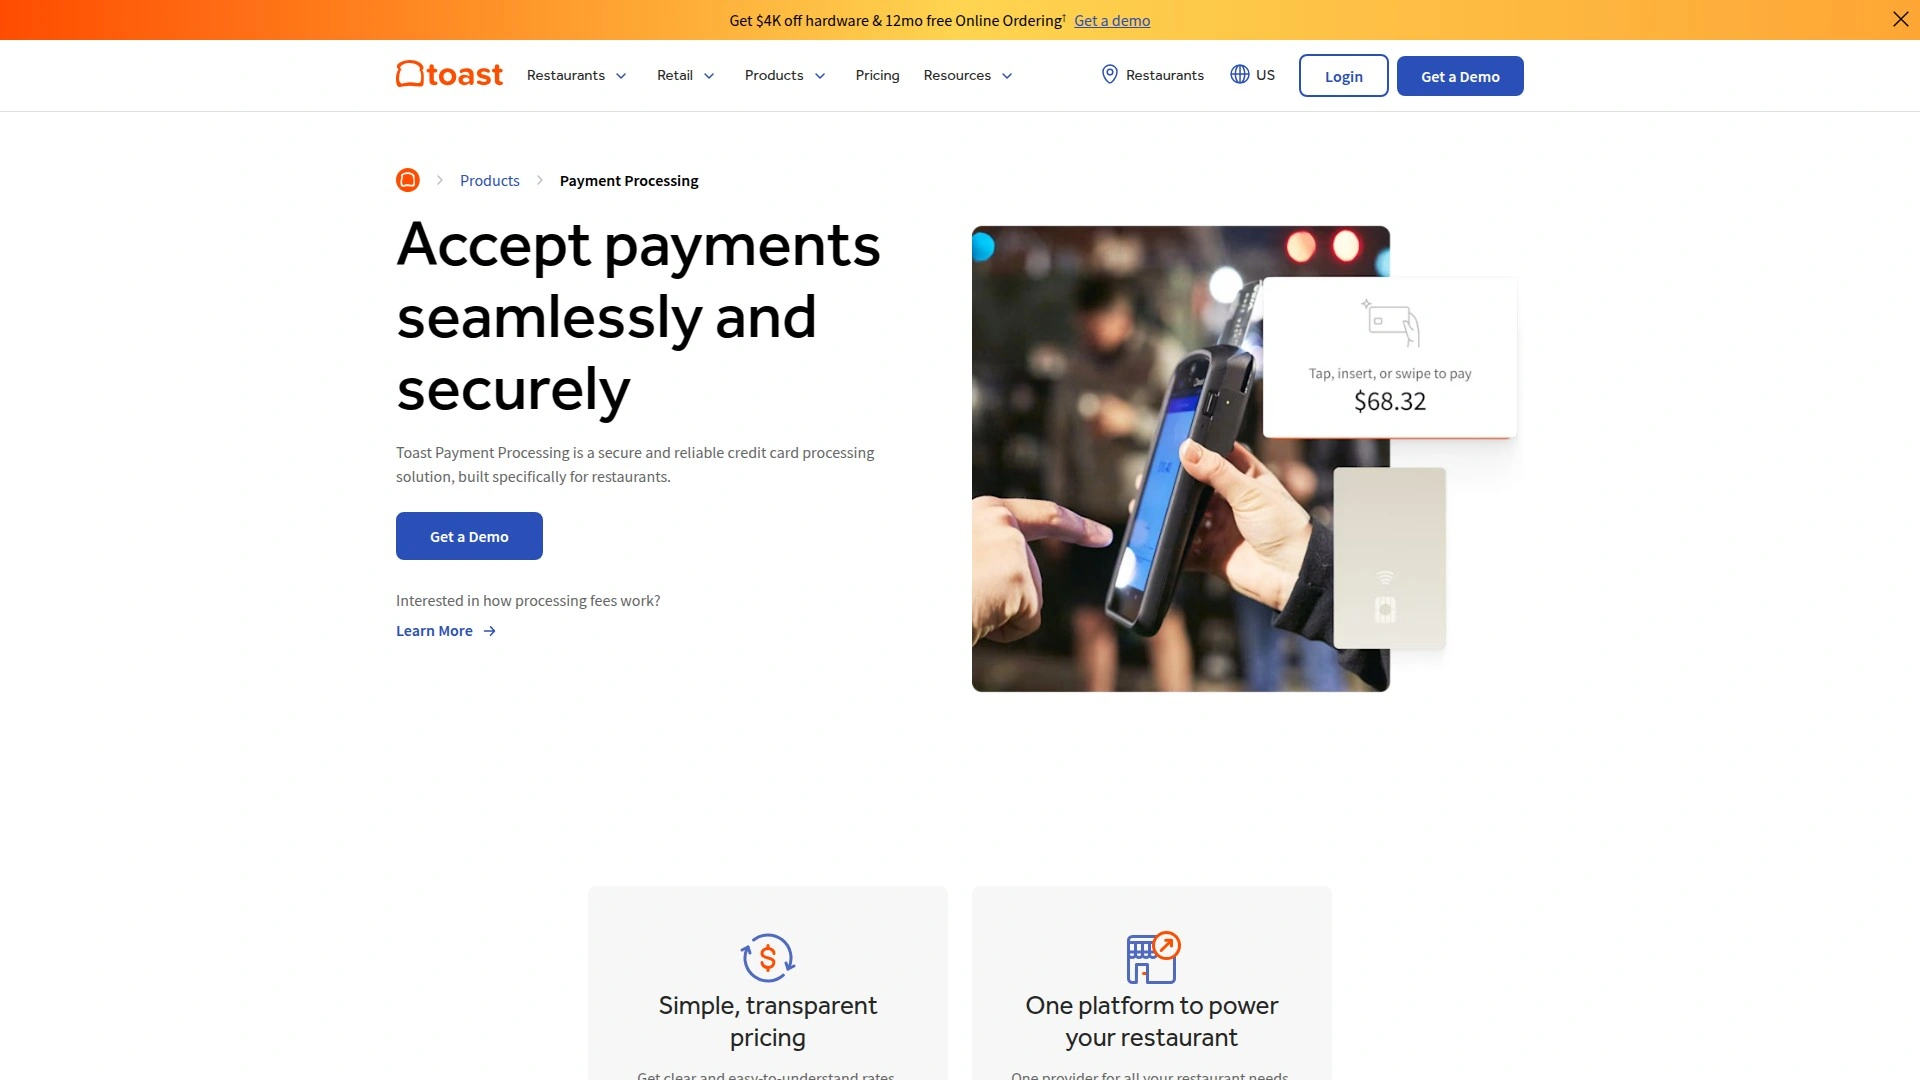 Get $4K off hardware & 12mo free Online Ordering† Get a demo
toast
Restaurants
Retail
Products
Pricing
Resources
Restaurants
US
Login
Get a Demo
Products
Payment Processing
Accept payments
seamlessly and
securely
Toast Payment Processing is a secure and reliable credit card processing
solution, built specifically for restaurants.
Get a Demo
Interested in how processing fees work?
Learn More
Tap, insert, or swipe to pay
$68.32
Simple, transparent
pricing
Get clear and easy-to-understand rates
One platform to power
your restaurant
One provider for all your restaurant needs